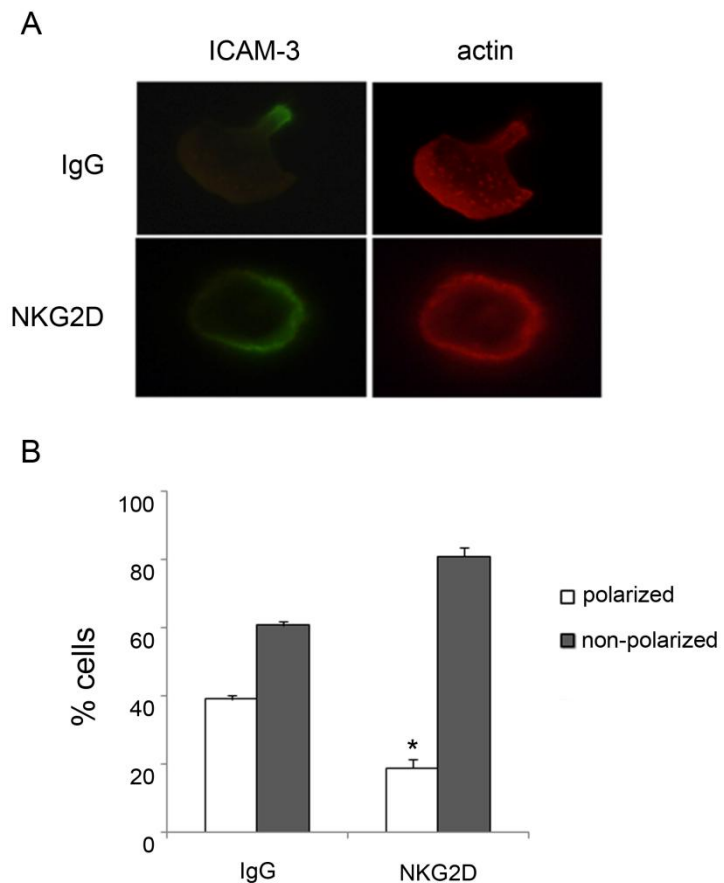 A
ICAM-3 actin
IgG
NKG2D
B
100
80
60
40
20
0
% cells
*
polarized
non-polarized
IgG NKG2D